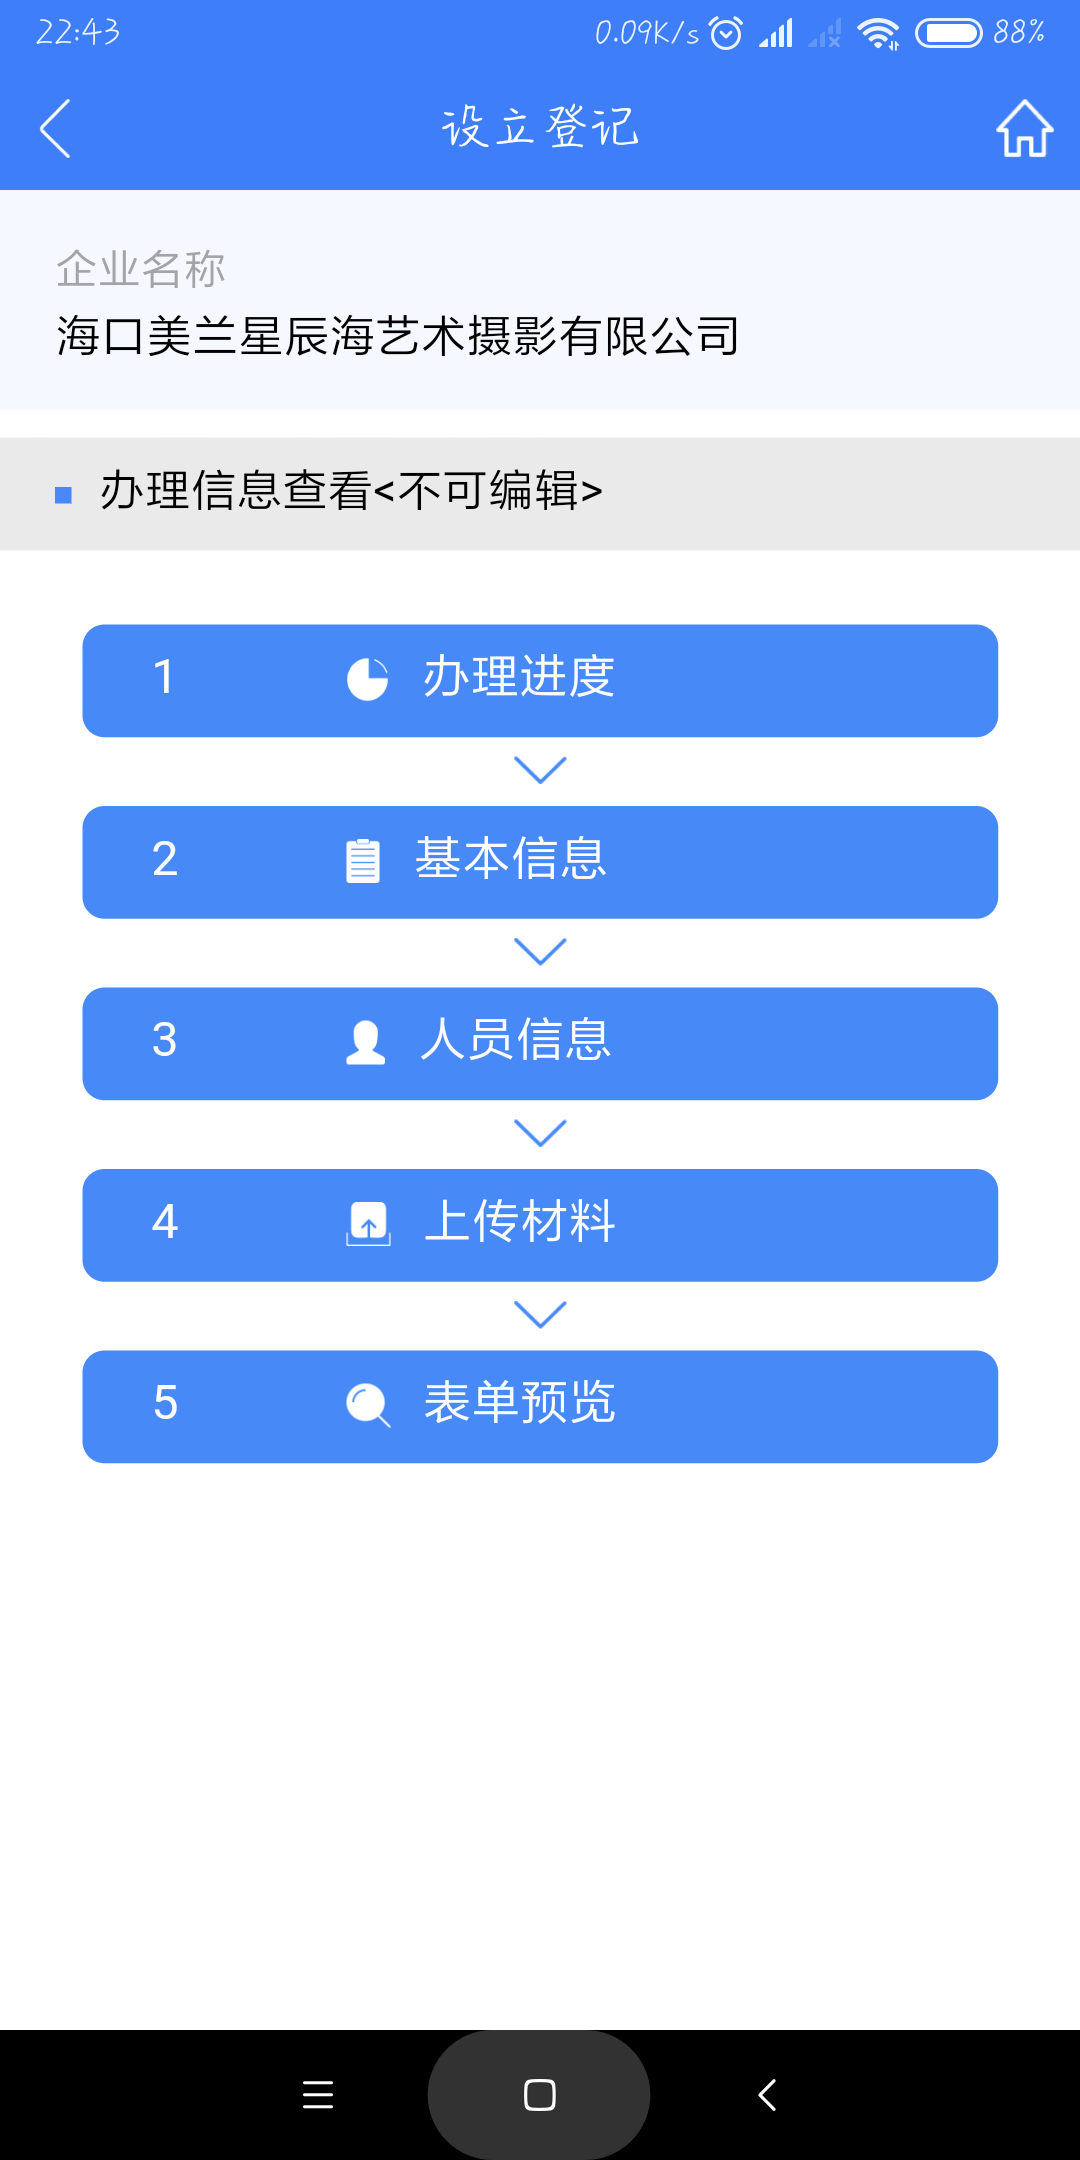 22:43
0.09K/s
88%
设立登记
企业名称
海口美兰星辰海艺术摄影有限公司
办理信息查看<不可编辑>
1 办理进度
2 基本信息
3 人员信息
4 上传材料
5 表单预览